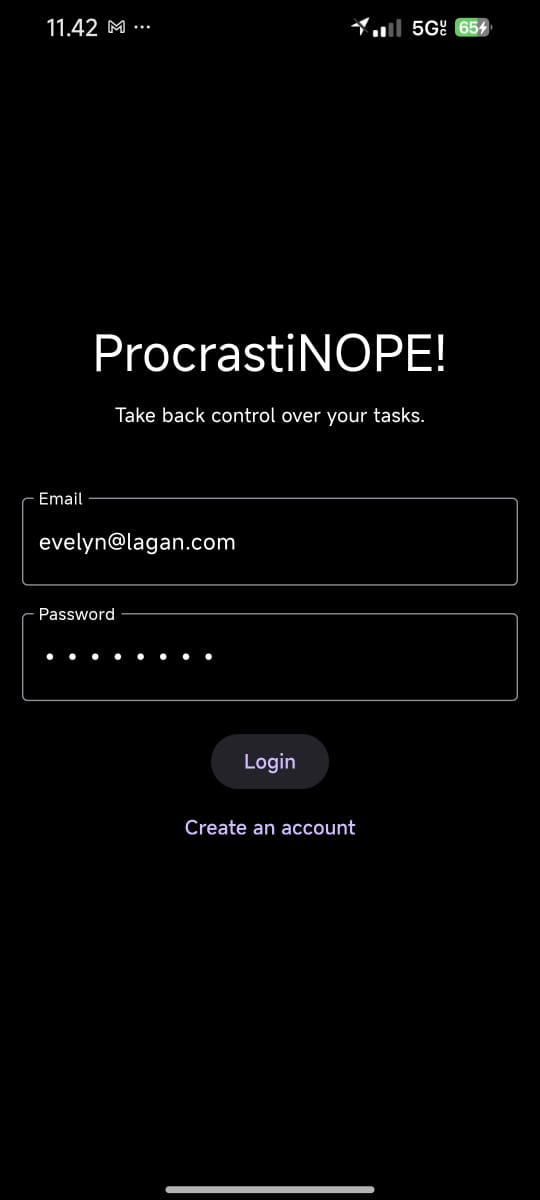 11.42
5G
65
ProcrastiNOPE!
Take back control over your tasks.
Email
evelyn@lagan.com
Password
Login
Create an account